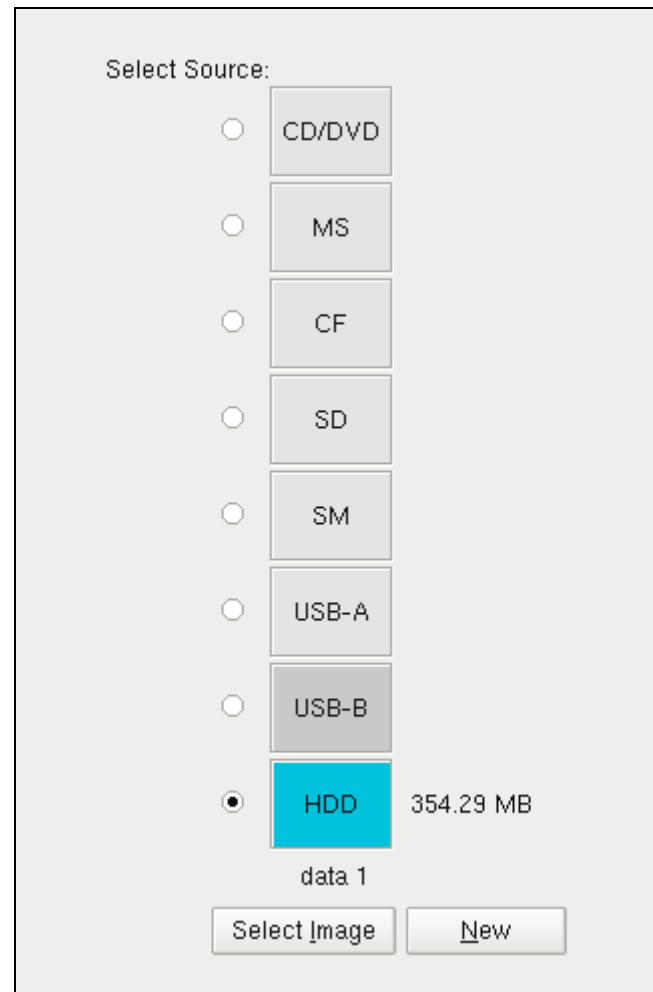 Select Source:
CD/DVD
MS
CF
SD
SM
USB-A
USB-B
HDD 354.29 MB
data 1
Select Image New